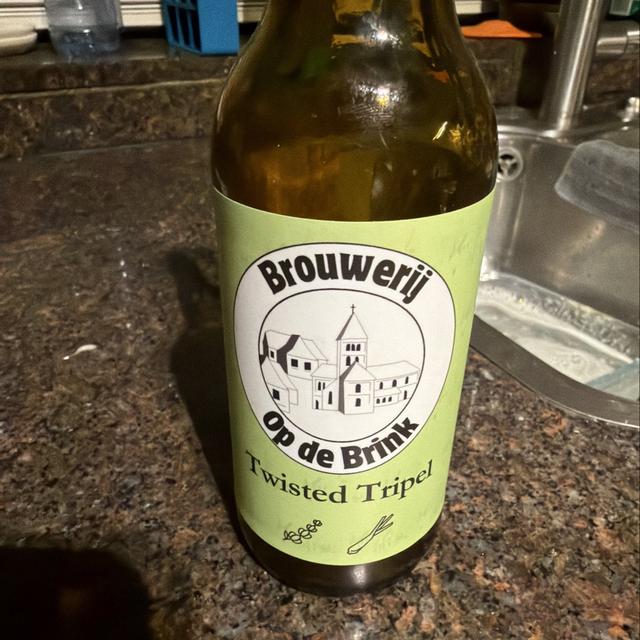 Brouwerij
Op de Brink
Twisted Tripel